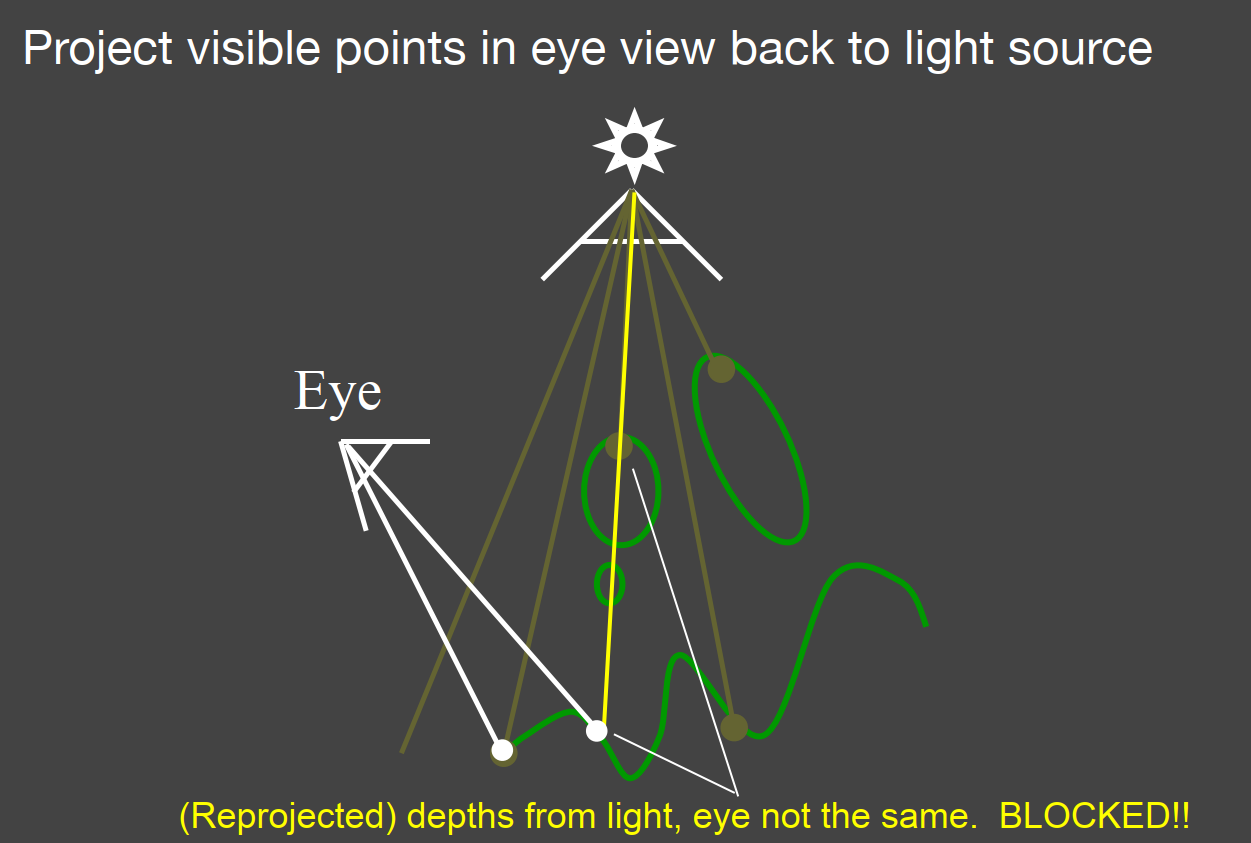 Project visible points in eye view back to light source
Eye
(Reprojected) depths from light, eye not the same.  BLOCKED!!